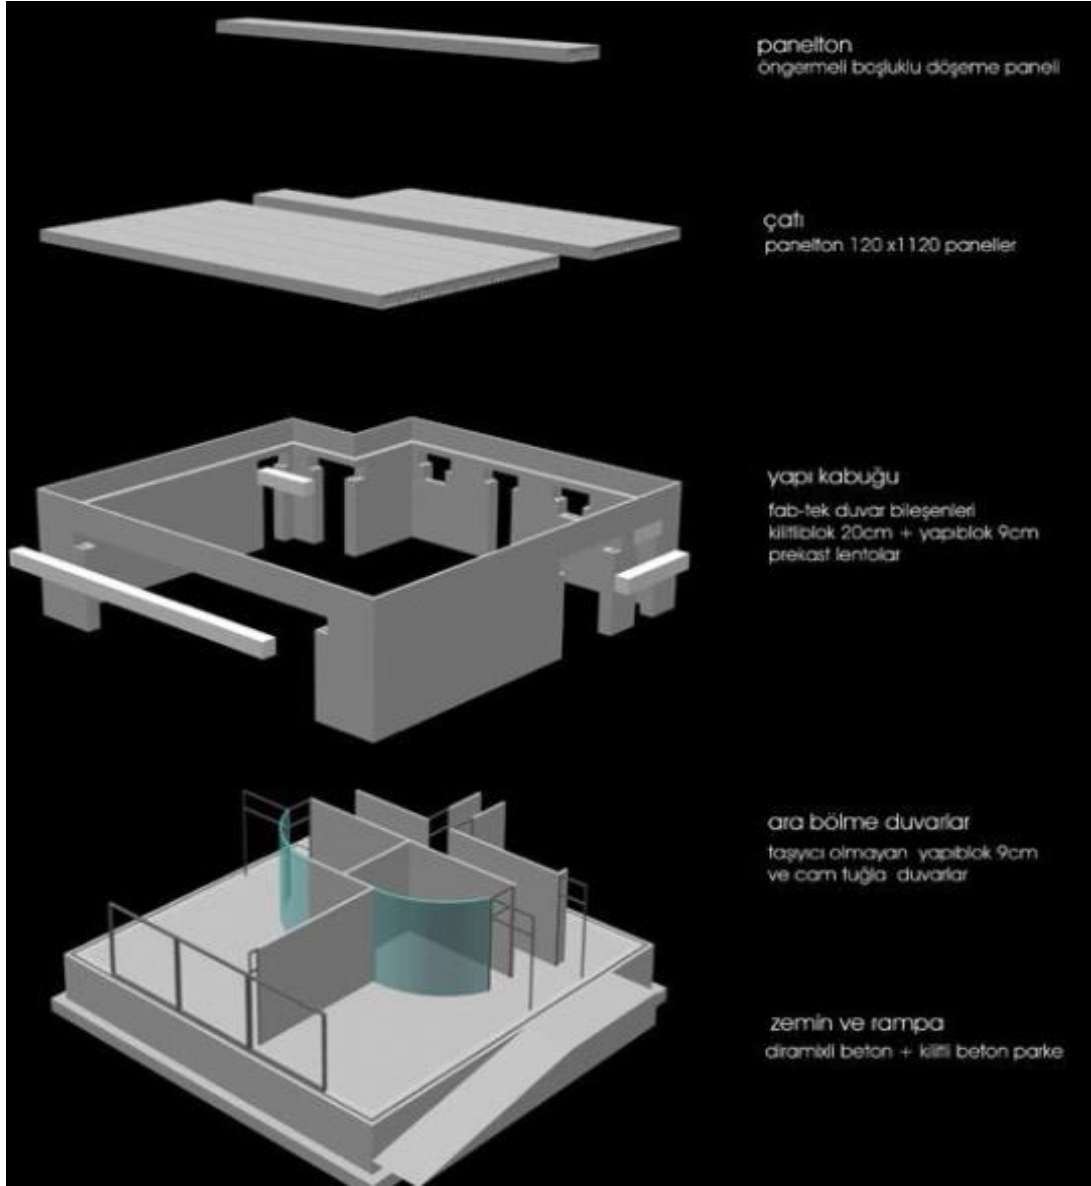 panelton
öngermeli boşluklu döşeme paneli
çatı
panelton 120 x1120 paneller
yapı kabuğu
fab-tek duvar bileşenleri
kilitliblok 20cm + yapıblok 9cm
prekast lentolar
ara bölme duvarlar
taşıyıcı olmayan yapıblok 9cm
ve cam tuğla duvarlar
zemin ve rampa
diramixli beton + kilitli beton parke